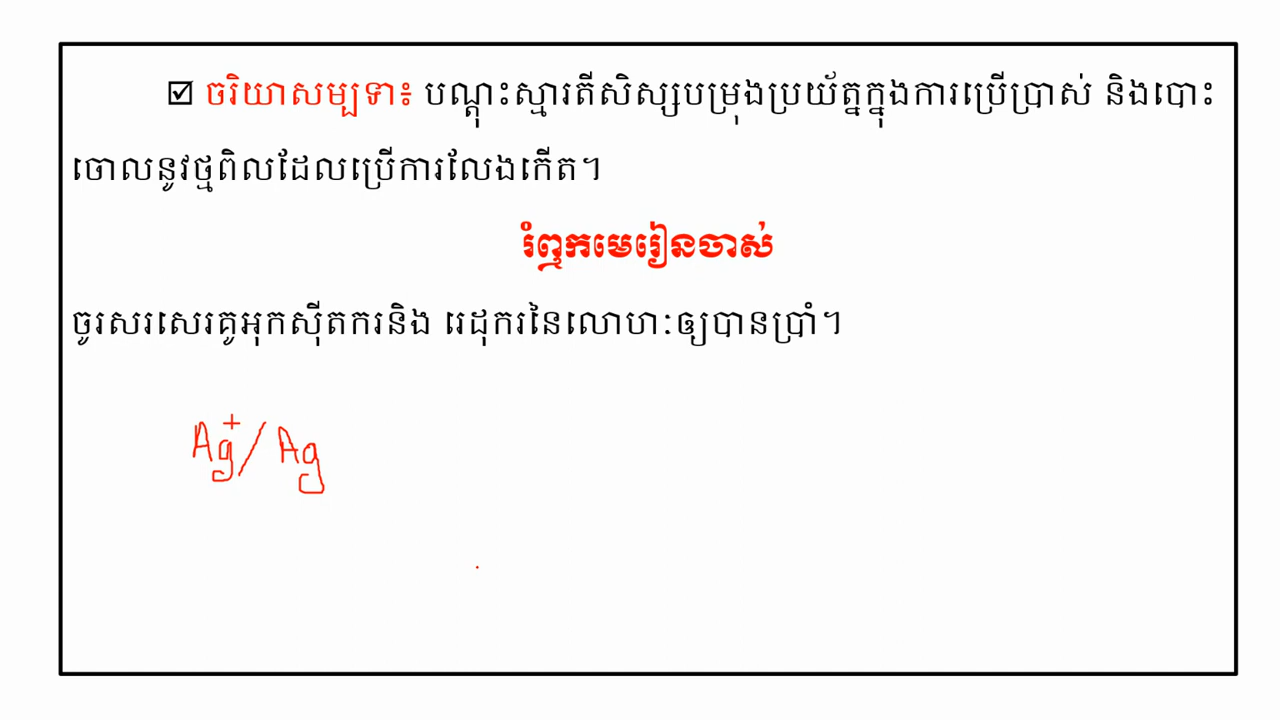 ☑ ចរិយាសម្បទា៖ បណ្ដុះស្មារតីសិស្សបម្រុងប្រយ័ត្នក្នុងការប្រើប្រាស់ និងបោះ
ចោលនូវថ្មពិលដែលប្រើការលែងកើត។
រំឮកមេរៀនចាស់
ចូរសរសេរគូអុកស៊ីតករនិង រេដុករនៃលោហៈឲ្យបានប្រាំ។
Ag⁺/Ag